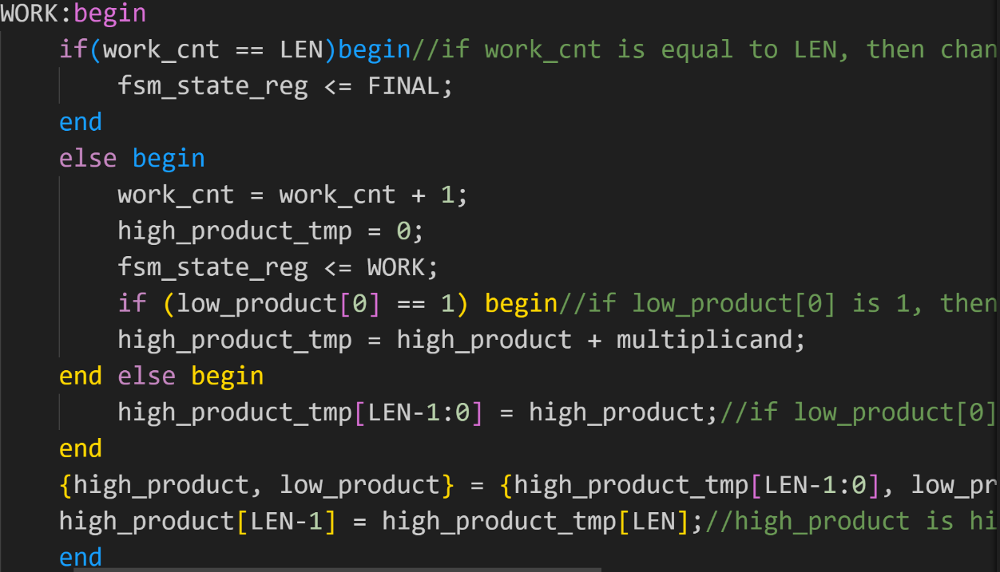 WORK:begin
if(work_cnt == LEN)begin//if work_cnt is equal to LEN, then chan
fsm_state_reg <= FINAL;
end
else begin
work_cnt = work_cnt + 1;
high_product_tmp = 0;
fsm_state_reg <= WORK;
if (low_product[0] == 1) begin//if low_product[0] is 1, then
high_product_tmp = high_product + multiplicand;
end else begin
high_product_tmp[LEN-1:0] = high_product;//if low_product[0]
end
{high_product, low_product} = {high_product_tmp[LEN-1:0], low_pr
high_product[LEN-1] = high_product_tmp[LEN];//high_product is hi
end